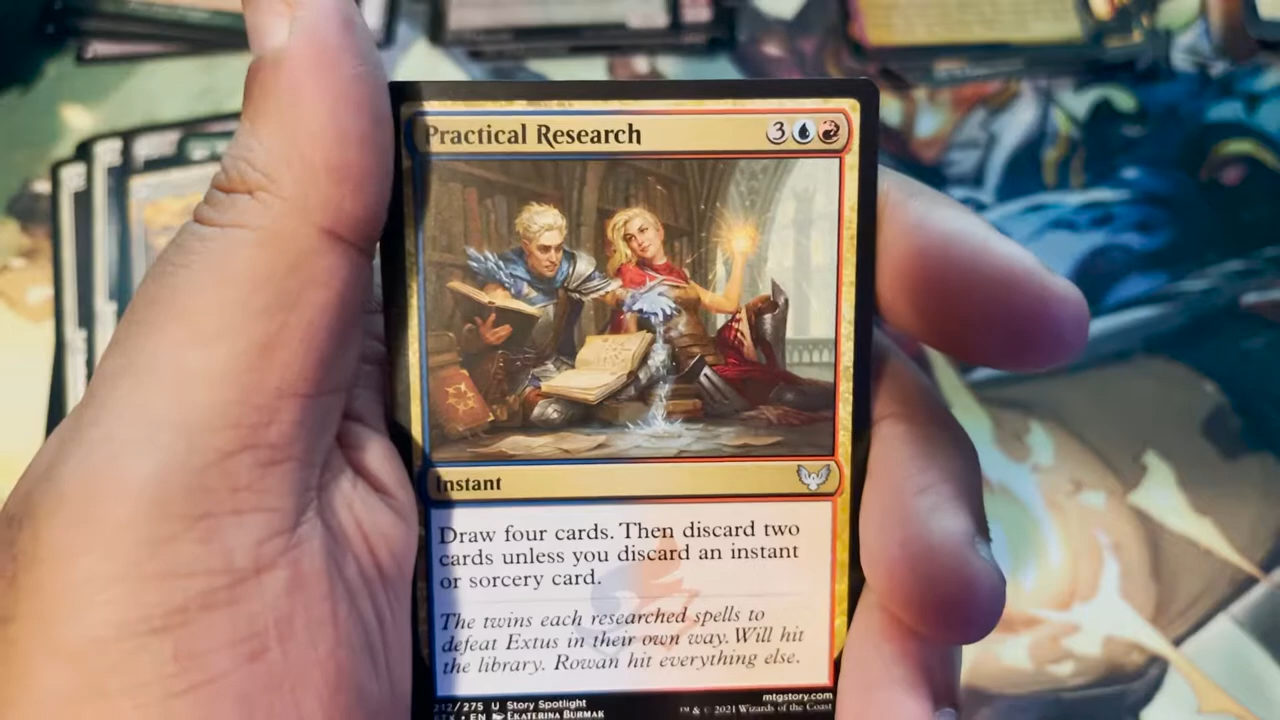 Practical Research
3
Instant
Draw four cards. Then discard two
cards unless you discard an instant
or sorcery card.
The twins each researched spells to
defeat Extus in their own way. Will hit
the library. Rowan hit everything else.
212/275 U Story Spotlight
mtgstory.com
STX • EN EKATERINA BURMAK
™ & © 2021 Wizards of the Coast